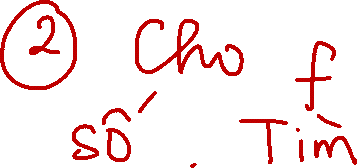 ② Cho f
số . Tìm